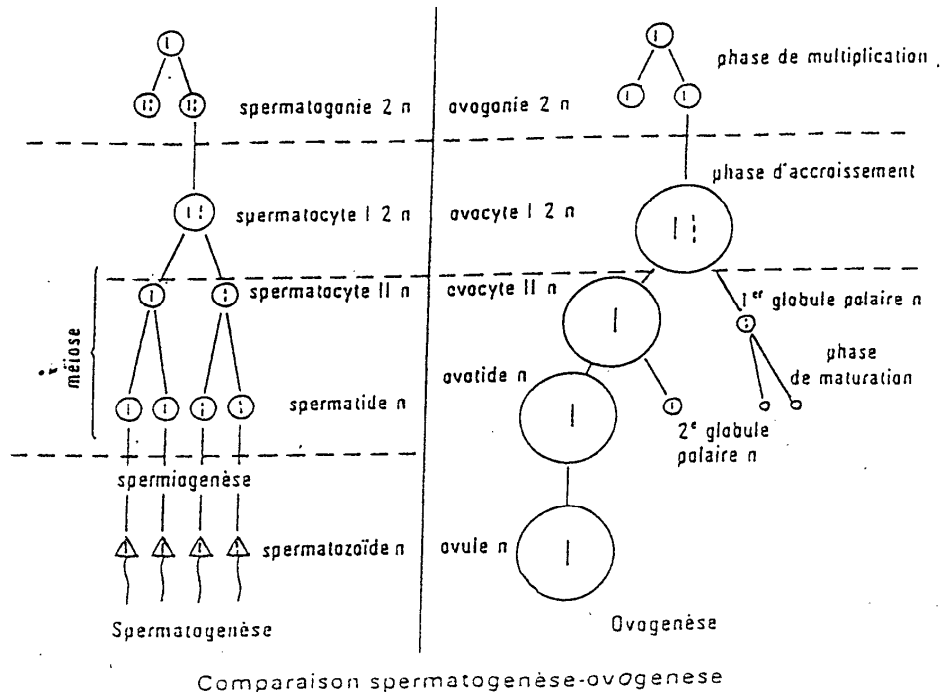 phase de multiplication
spermatogonie 2 n
ovogonie 2 n
phase d'accroissement
spermatocyte I 2 n
ovocyte I 2 n
spermatocyte II n
ovocyte II n
1er globule polaire n
méiose
phase
de maturation
ovotide n
spermatide n
2e globule
polaire n
spermiogenèse
spermatozoïde n
ovule n
Spermatogenèse
Ovogenèse
Comparaison spermatogenèse-ovogenese